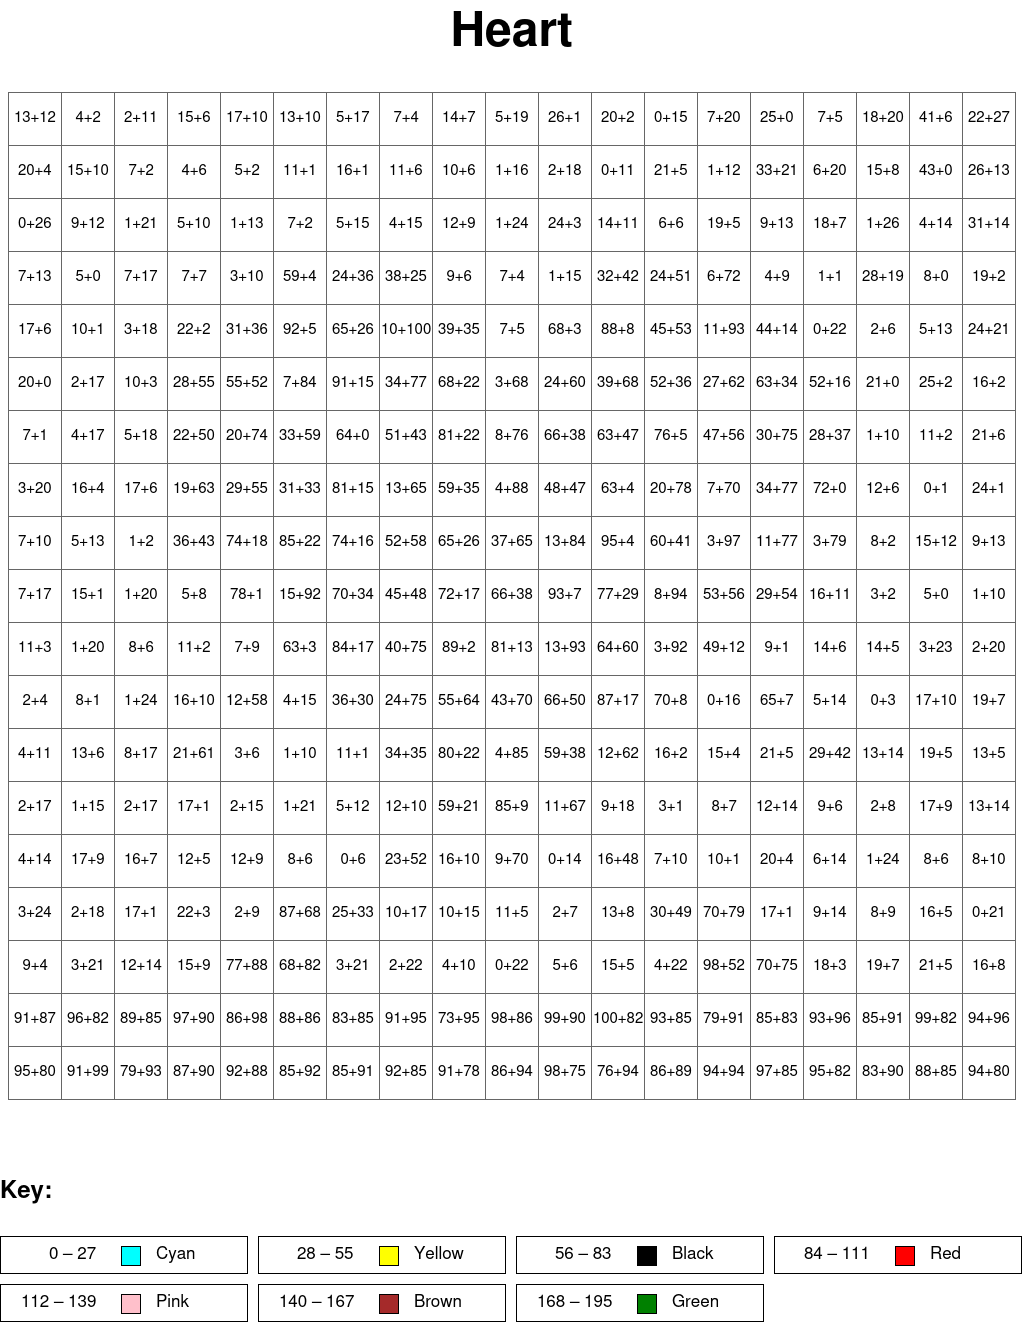 Heart
13+12 4+2 2+11 15+6 17+10 13+10 5+17 7+4 14+7 5+19 26+1 20+2 0+15 7+20 25+0 7+5 18+20 41+6 22+27
20+4 15+10 7+2 4+6 5+2 11+1 16+1 11+6 10+6 1+16 2+18 0+11 21+5 1+12 33+21 6+20 15+8 43+0 26+13
0+26 9+12 1+21 5+10 1+13 7+2 5+15 4+15 12+9 1+24 24+3 14+11 6+6 19+5 9+13 18+7 1+26 4+14 31+14
7+13 5+0 7+17 7+7 3+10 59+4 24+36 38+25 9+6 7+4 1+15 32+42 24+51 6+72 4+9 1+1 28+19 8+0 19+2
17+6 10+1 3+18 22+2 31+36 92+5 65+26 10+100 39+35 7+5 68+3 88+8 45+53 11+93 44+14 0+22 2+6 5+13 24+21
20+0 2+17 10+3 28+55 55+52 7+84 91+15 34+77 68+22 3+68 24+60 39+68 52+36 27+62 63+34 52+16 21+0 25+2 16+2
7+1 4+17 5+18 22+50 20+74 33+59 64+0 51+43 81+22 8+76 66+38 63+47 76+5 47+56 30+75 28+37 1+10 11+2 21+6
3+20 16+4 17+6 19+63 29+55 31+33 81+15 13+65 59+35 4+88 48+47 63+4 20+78 7+70 34+77 72+0 12+6 0+1 24+1
7+10 5+13 1+2 36+43 74+18 85+22 74+16 52+58 65+26 37+65 13+84 95+4 60+41 3+97 11+77 3+79 8+2 15+12 9+13
7+17 15+1 1+20 5+8 78+1 15+92 70+34 45+48 72+17 66+38 93+7 77+29 8+94 53+56 29+54 16+11 3+2 5+0 1+10
11+3 1+20 8+6 11+2 7+9 63+3 84+17 40+75 89+2 81+13 13+93 64+60 3+92 49+12 9+1 14+6 14+5 3+23 2+20
2+4 8+1 1+24 16+10 12+58 4+15 36+30 24+75 55+64 43+70 66+50 87+17 70+8 0+16 65+7 5+14 0+3 17+10 19+7
4+11 13+6 8+17 21+61 3+6 1+10 11+1 34+35 80+22 4+85 59+38 12+62 16+2 15+4 21+5 29+42 13+14 19+5 13+5
2+17 1+15 2+17 17+1 2+15 1+21 5+12 12+10 59+21 85+9 11+67 9+18 3+1 8+7 12+14 9+6 2+8 17+9 13+14
4+14 17+9 16+7 12+5 12+9 8+6 0+6 23+52 16+10 9+70 0+14 16+48 7+10 10+1 20+4 6+14 1+24 8+6 8+10
3+24 2+18 17+1 22+3 2+9 87+68 25+33 10+17 10+15 11+5 2+7 13+8 30+49 70+79 17+1 9+14 8+9 16+5 0+21
9+4 3+21 12+14 15+9 77+88 68+82 3+21 2+22 4+10 0+22 5+6 15+5 4+22 98+52 70+75 18+3 19+7 21+5 16+8
91+87 96+82 89+85 97+90 86+98 88+86 83+85 91+95 73+95 98+86 99+90 100+82 93+85 79+91 85+83 93+96 85+91 99+82 94+96
95+80 91+99 79+93 87+90 92+88 85+92 85+91 92+85 91+78 86+94 98+75 76+94 86+89 94+94 97+85 95+82 83+90 88+85 94+80
Key:
0 – 27 Cyan 28 – 55 Yellow 56 – 83 Black 84 – 111 Red
112 – 139 Pink 140 – 167 Brown 168 – 195 Green